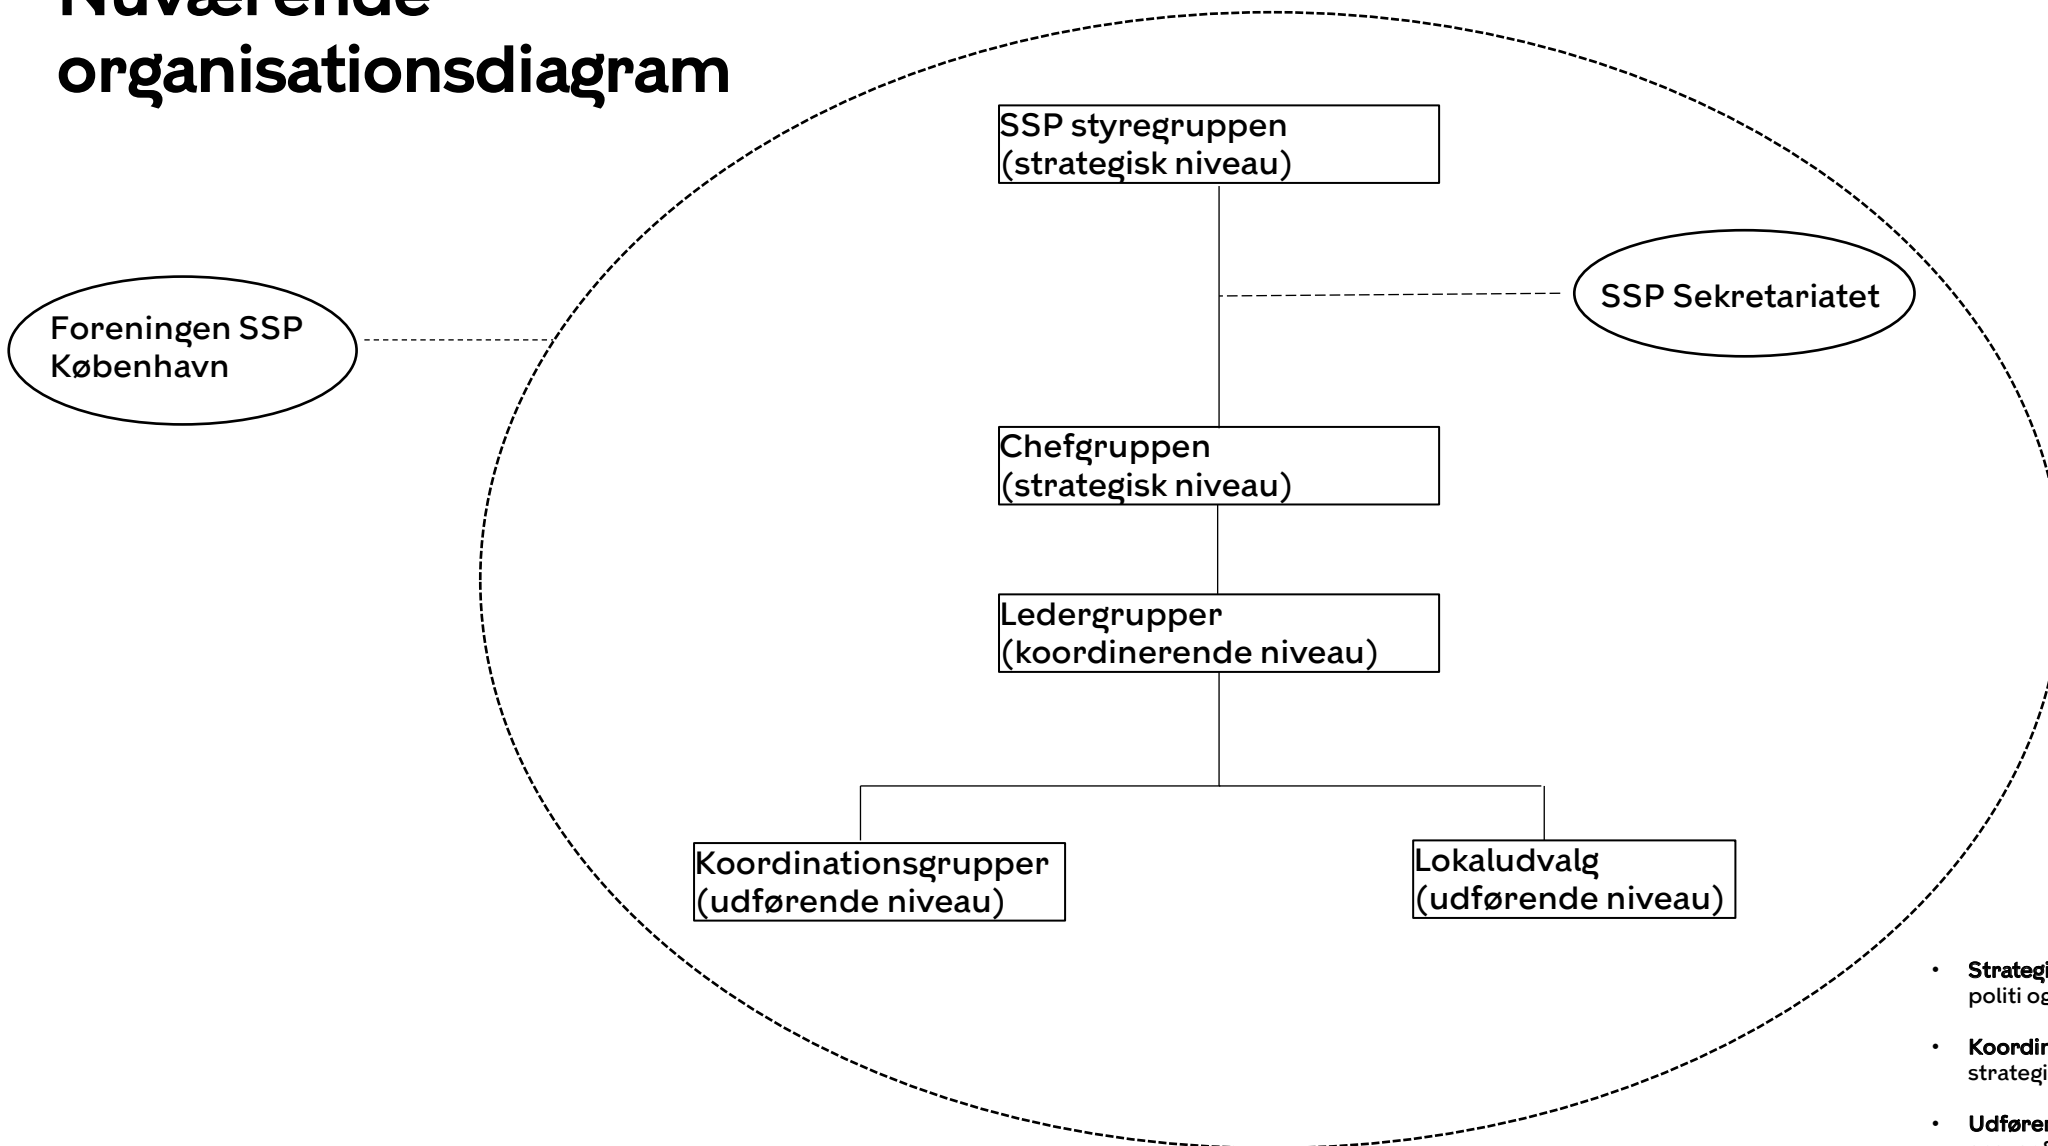 Nuværende
organisationsdiagram
SSP styregruppen
(strategisk niveau)
SSP Sekretariatet
Foreningen SSP
København
Chefgruppen
(strategisk niveau)
Ledergrupper
(koordinerende niveau)
Koordinationsgrupper
(udførende niveau)
Lokaludvalg
(udførende niveau)
•
politi
•
•